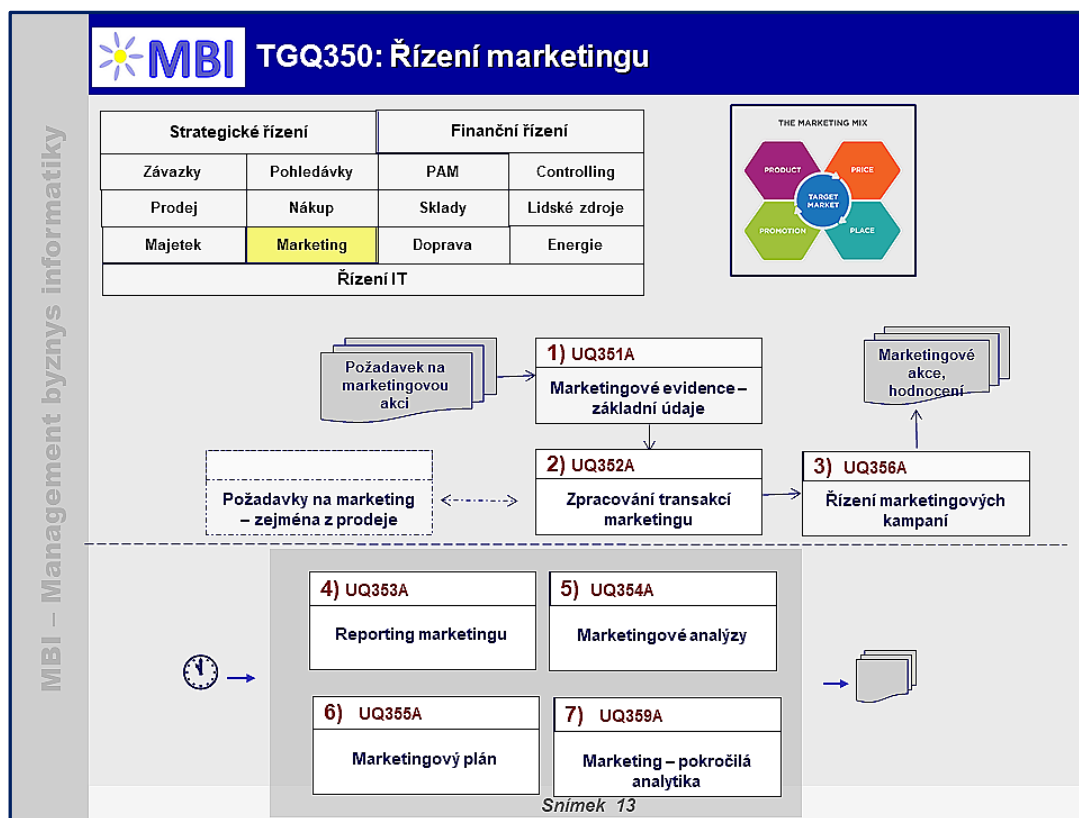 MBI – Management byznys informatiky
MBI
TGQ350: Řízení marketingu
Strategické řízení
Finanční řízení
Závazky
Pohledávky
PAM
Controlling
Prodej
Nákup
Sklady
Lidské zdroje
Majetek
Marketing
Doprava
Energie
Řízení IT
THE MARKETING MIX
PRODUCT
PRICE
TARGET
MARKET
PROMOTION
PLACE
Požadavek na
marketingovou
akci
1) UQ351A
Marketingové evidence –
základní údaje
Marketingové
akce,
hodnocení
Požadavky na marketing
– zejména z prodeje
2) UQ352A
Zpracování transakcí
marketingu
3) UQ356A
Řízení marketingových
kampaní
4) UQ353A
Reporting marketingu
5) UQ354A
Marketingové analýzy
6) UQ355A
Marketingový plán
7) UQ359A
Marketing – pokročilá
analytika
Snímek 13